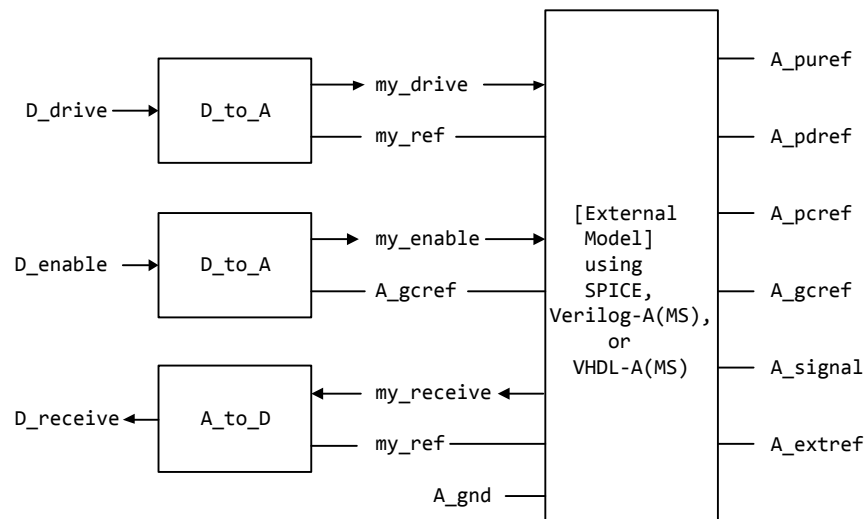 D_drive
D_to_A
my_drive
my_ref
D_enable
D_to_A
my_enable
A_gcref
D_receive
A_to_D
my_receive
my_ref
A_gnd
[External
Model]
using
SPICE,
Verilog-A(MS),
or
VHDL-A(MS)
A_puref
A_pdref
A_pcref
A_gcref
A_signal
A_extref